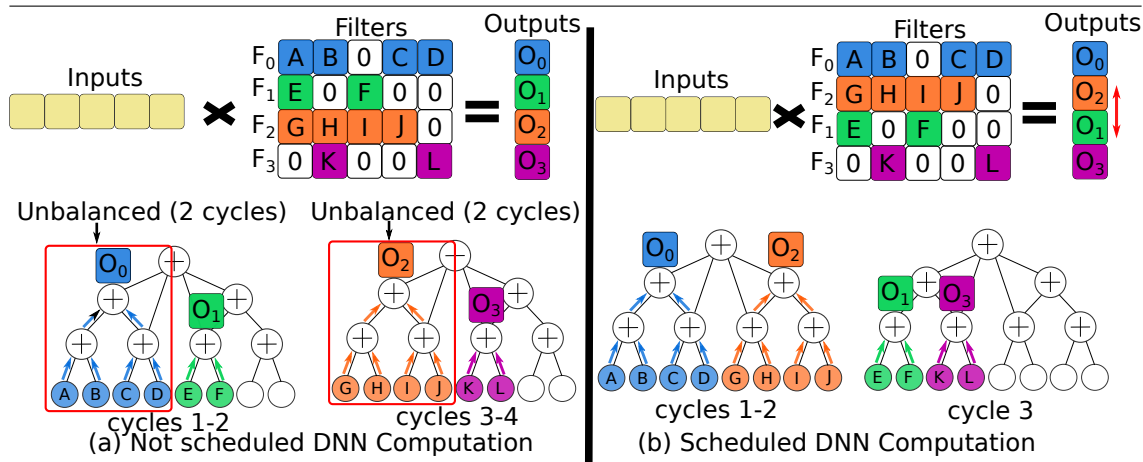 Filters
Outputs
Inputs
F0 A B 0 C D O0
F1 E 0 F 0 0 O1
× =
F2 G H I J 0 O2
F3 0 K 0 0 L O3
Unbalanced (2 cycles)
Unbalanced (2 cycles)
O0
O1
+ + + + + + +
A B C D E F
cycles 1-2
O2
O3
+ + + + + + +
G H I J K L
cycles 3-4
(a) Not scheduled DNN Computation
Filters
Outputs
Inputs
F0 A B 0 C D O0
F2 G H I J 0 O2
× =
F1 E 0 F 0 0 O1
F3 0 K 0 0 L O3
O0
O2
+ + + + + + +
A B C D G H I J
cycles 1-2
O1
O3
+ + + + + + +
E F K L
cycle 3
(b) Scheduled DNN Computation